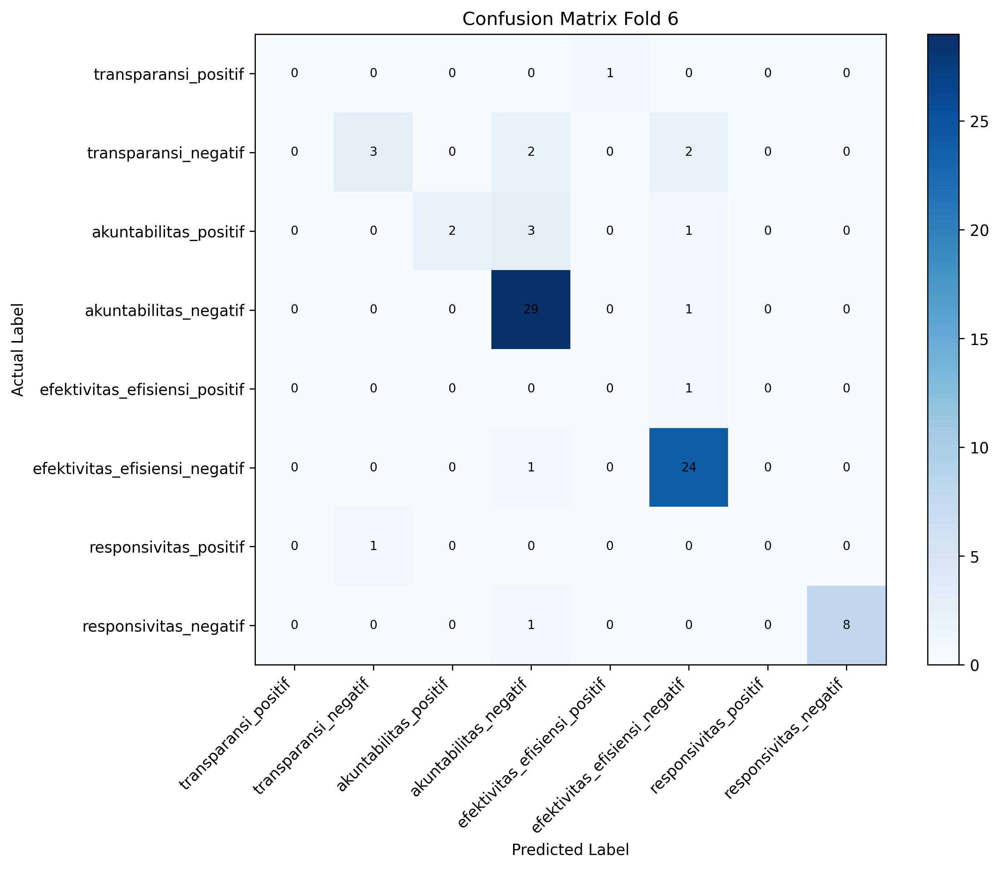 Confusion Matrix Fold 6
Actual Label
transparansi_positif 0 0 0 0 1 0 0 0
transparansi_negatif 0 3 0 2 0 2 0 0
akuntabilitas_positif 0 0 2 3 0 1 0 0
akuntabilitas_negatif 0 0 0 29 0 1 0 0
efektivitas_efisiensi_positif 0 0 0 0 0 1 0 0
efektivitas_efisiensi_negatif 0 0 0 1 0 24 0 0
responsivitas_positif 0 1 0 0 0 0 0 0
responsivitas_negatif 0 0 0 1 0 0 0 8
transparansi_positif
transparansi_negatif
akuntabilitas_positif
akuntabilitas_negatif
efektivitas_efisiensi_positif
efektivitas_efisiensi_negatif
responsivitas_positif
responsivitas_negatif
Predicted Label
25
20
15
10
5
0